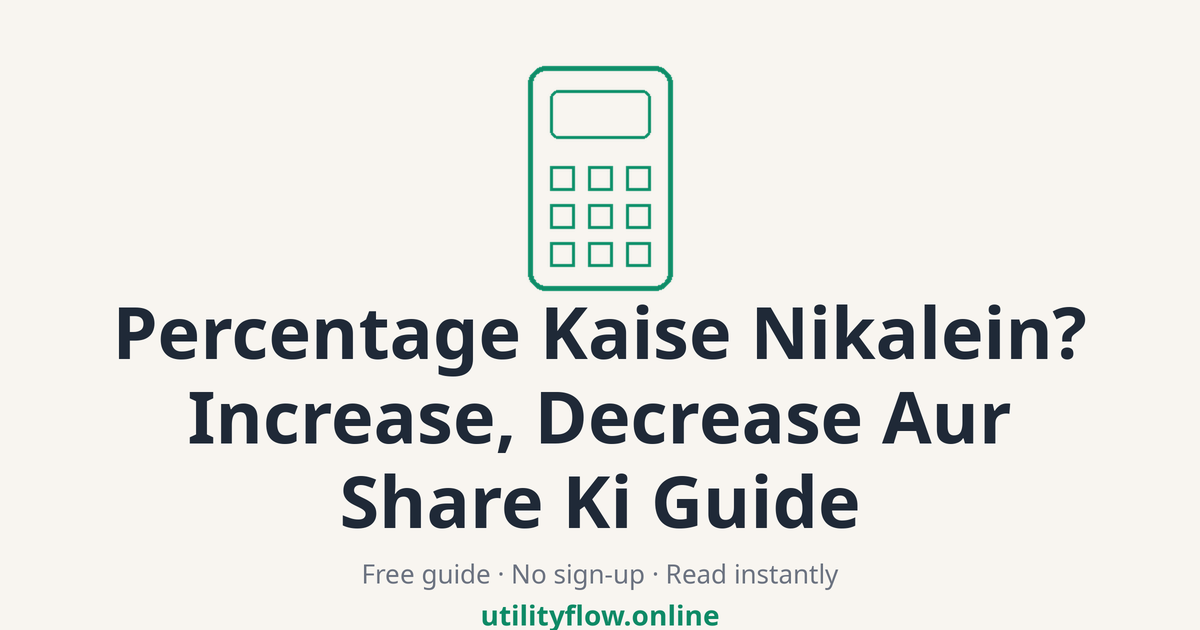 Percentage Kaise Nikalein?
Increase, Decrease Aur
Share Ki Guide
Free guide · No sign-up · Read instantly
utilityflow.online